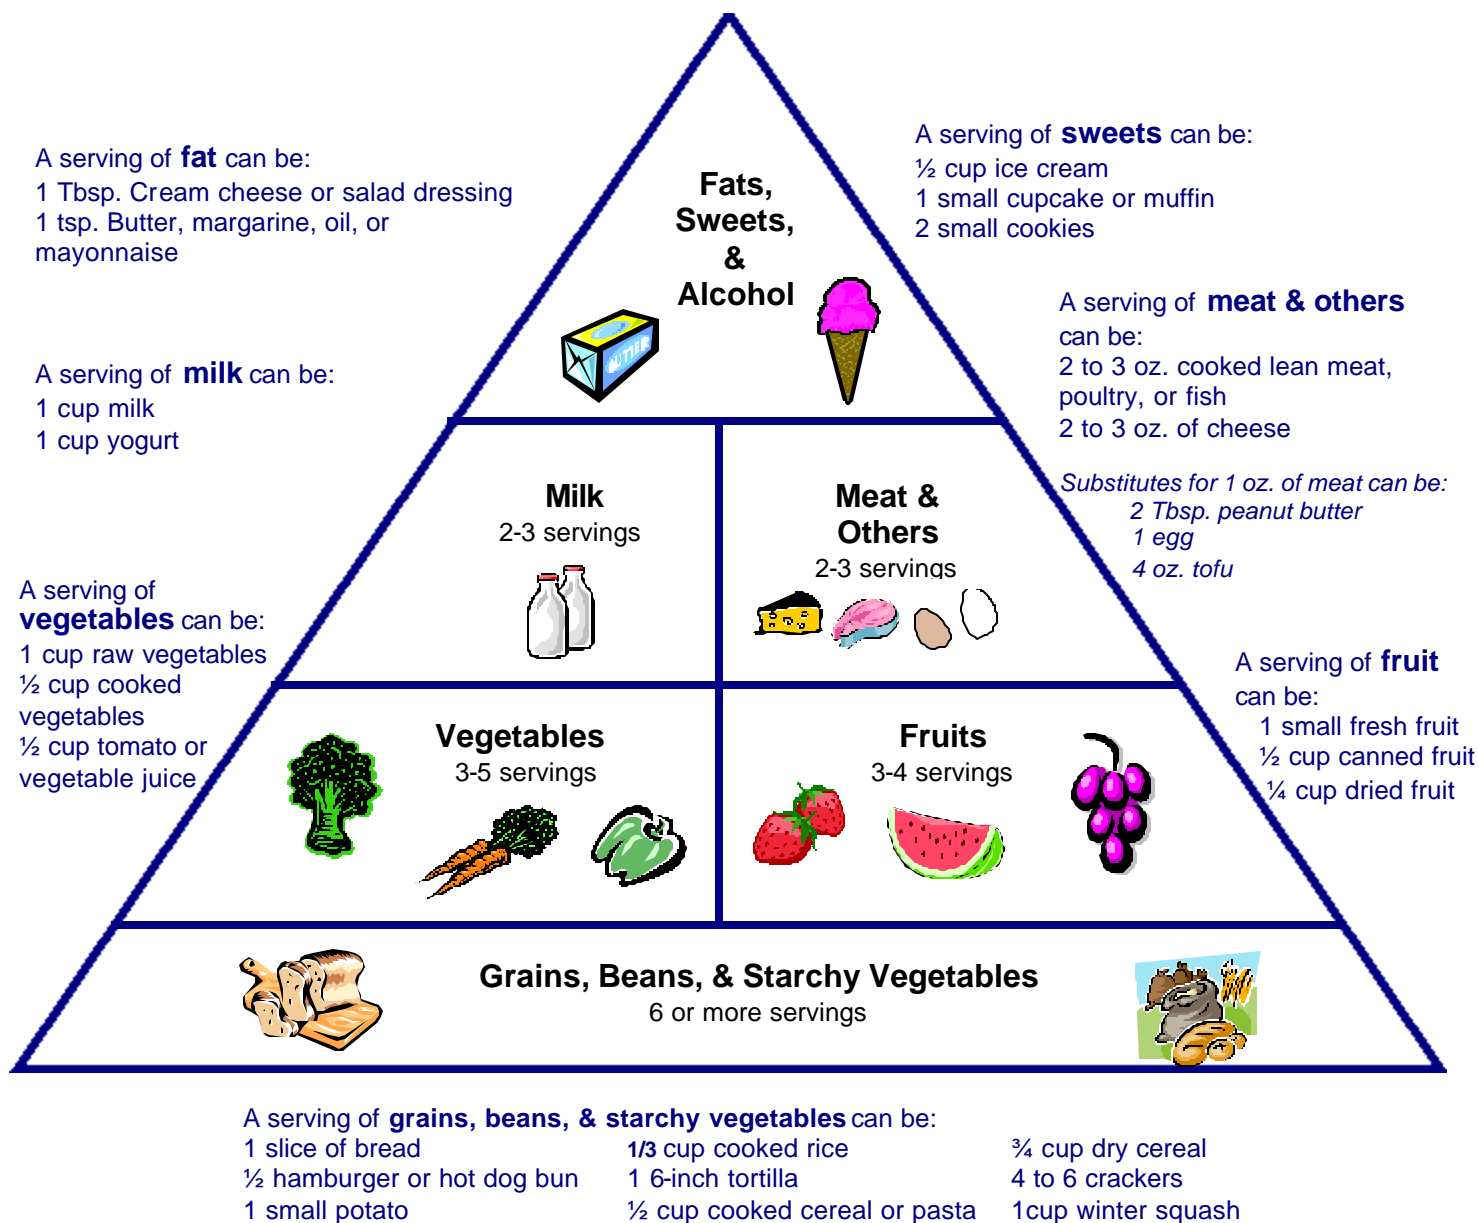 A serving of fat can be:
1 Tbsp. Cream cheese or salad dressing
1 tsp. Butter, margarine, oil, or
mayonnaise
A serving of sweets can be:
½ cup ice cream
1 small cupcake or muffin
2 small cookies
Fats,
Sweets,
&
Alcohol
A serving of milk can be:
1 cup milk
1 cup yogurt
A serving of meat & others
can be:
2 to 3 oz. cooked lean meat,
poultry, or fish
2 to 3 oz. of cheese
Substitutes for 1 oz. of meat can be:
2 Tbsp. peanut butter
1 egg
4 oz. tofu
Milk
2-3 servings
Meat &
Others
2-3 servings
A serving of
vegetables can be:
1 cup raw vegetables
½ cup cooked
vegetables
½ cup tomato or
vegetable juice
A serving of fruit
can be:
1 small fresh fruit
½ cup canned fruit
¼ cup dried fruit
Vegetables
3-5 servings
Fruits
3-4 servings
Grains, Beans, & Starchy Vegetables
6 or more servings
A serving of grains, beans, & starchy vegetables can be:
1 slice of bread
½ hamburger or hot dog bun
1 small potato
1/3 cup cooked rice
1 6-inch tortilla
½ cup cooked cereal or pasta
¾ cup dry cereal
4 to 6 crackers
1cup winter squash